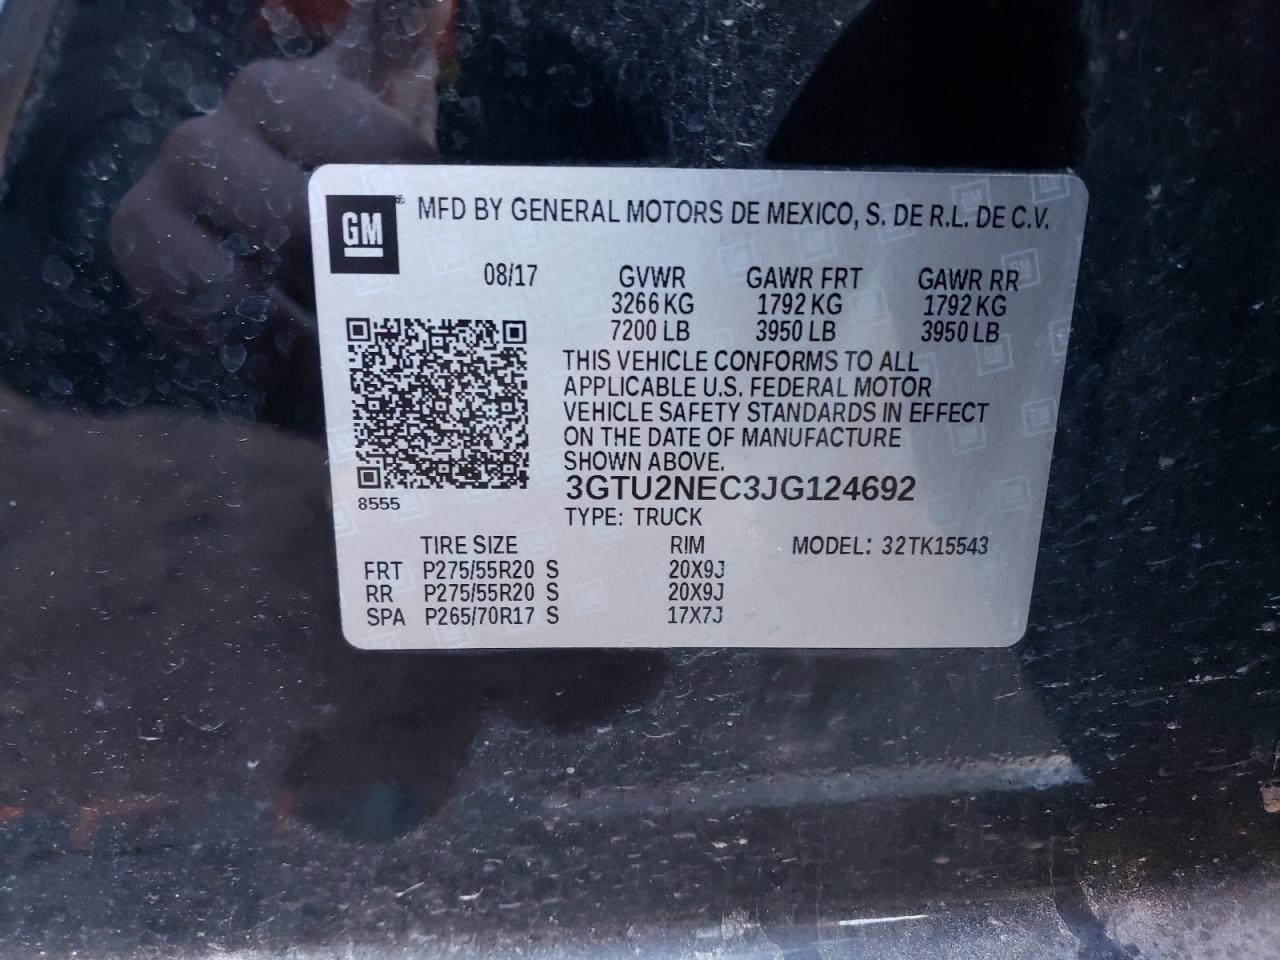 GM ® MFD BY GENERAL MOTORS DE MEXICO, S. DE R.L. DE C.V.
08/17 GVWR GAWR FRT GAWR RR
3266 KG 1792 KG 1792 KG
7200 LB 3950 LB 3950 LB
THIS VEHICLE CONFORMS TO ALL
APPLICABLE U.S. FEDERAL MOTOR
VEHICLE SAFETY STANDARDS IN EFFECT
ON THE DATE OF MANUFACTURE
SHOWN ABOVE.
8555 3GTU2NEC3JG124692
TYPE: TRUCK
TIRE SIZE RIM MODEL: 32TK15543
FRT P275/55R20 S 20X9J
RR P275/55R20 S 20X9J
SPA P265/70R17 S 17X7J